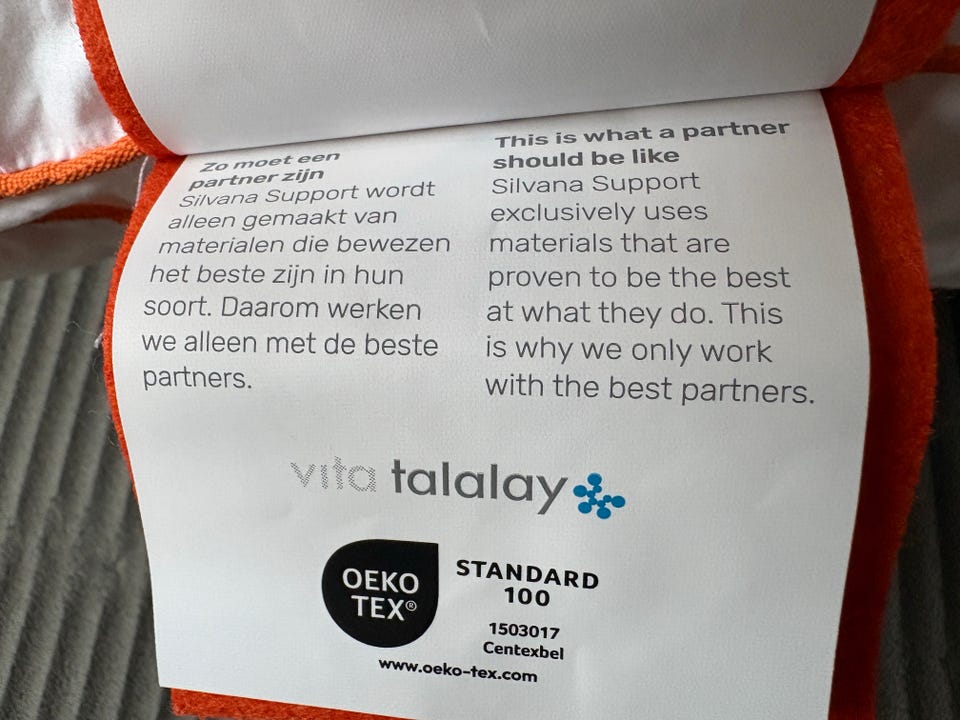 Zo moet een
partner zijn
Silvana Support wordt
alleen gemaakt van
materialen die bewezen
het beste zijn in hun
soort. Daarom werken
we alleen met de beste
partners.
This is what a partner
should be like
Silvana Support
exclusively uses
materials that are
proven to be the best
at what they do. This
is why we only work
with the best partners.
vita talalay
OEKO
TEX®
STANDARD
100
1503017
Centexbel
www.oeko-tex.com